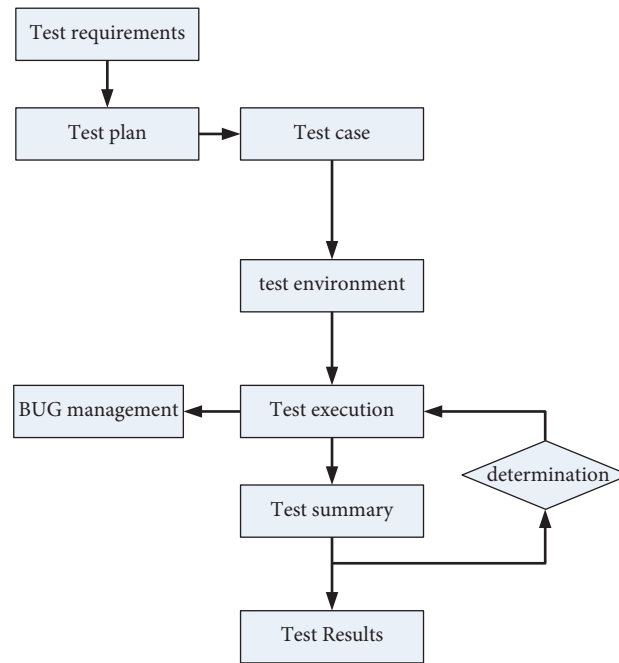 Test requirements
Test plan
Test case
test environment
BUG management
Test execution
determination
Test summary
Test Results